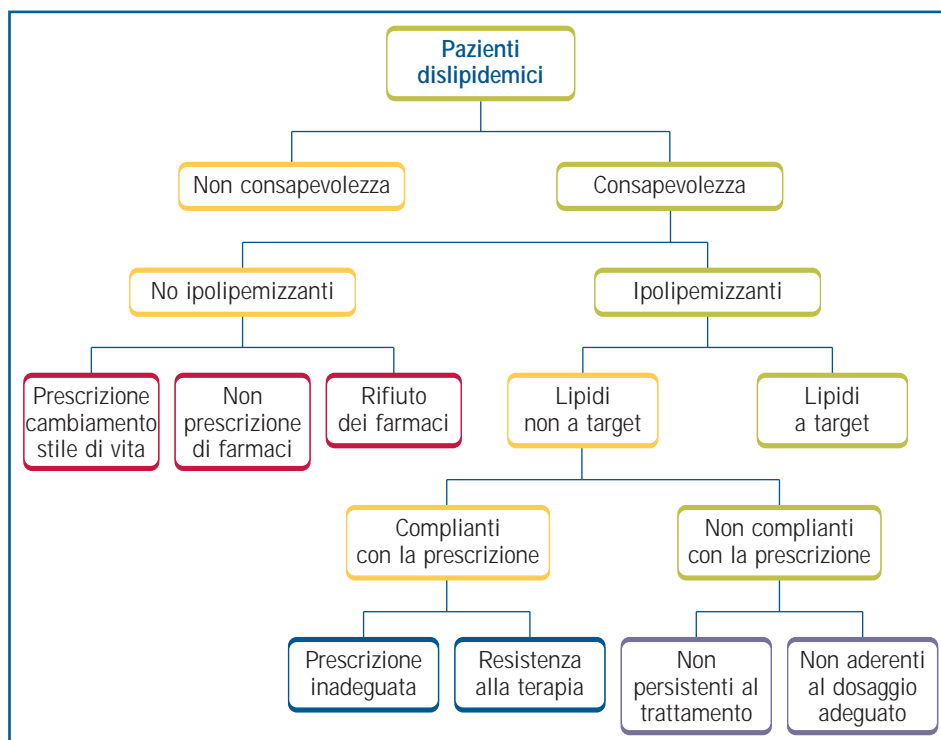 Pazienti
dislipidemici
Non consapevolezza
Consapevolezza
No ipolipemizzanti
Ipolipemizzanti
Prescrizione
cambiamento
stile di vita
Non
prescrizione
di farmaci
Rifiuto
dei farmaci
Lipidi
non a target
Lipidi
a target
Complianti
con la prescrizione
Non complianti
con la prescrizione
Prescrizione
inadeguata
Resistenza
alla terapia
Non
persistenti al
trattamento
Non aderenti
al dosaggio
adeguato